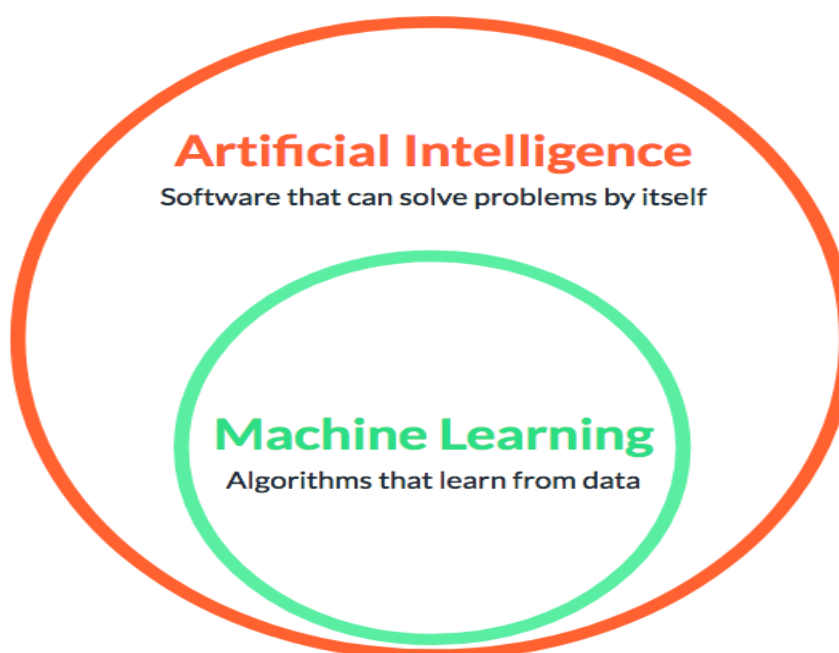 Artificial Intelligence
Software that can solve problems by itself
Machine Learning
Algorithms that learn from data